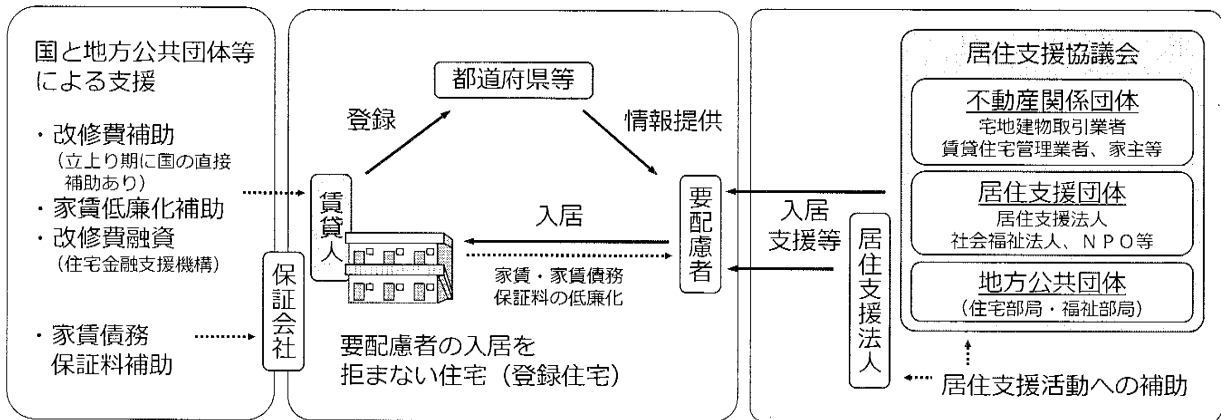 国と地方公共団体等
による支援
・改修費補助
（立上り期に国の直接
補助あり）
・家賃低廉化補助
・改修費融資
（住宅金融支援機構）
・家賃債務
保証料補助
保証会社
都道府県等
登録
情報提供
賃貸人
入居
家賃・家賃債務
保証料の低廉化
要配慮者
要配慮者の入居を
拒まない住宅（登録住宅）
入居
支援等
居住支援法人
居住支援協議会
不動産関係団体
宅地建物取引業者
賃貸住宅管理業者、家主等
居住支援団体
居住支援法人
社会福祉法人、ＮＰＯ等
地方公共団体
（住宅部局・福祉部局）
居住支援活動への補助